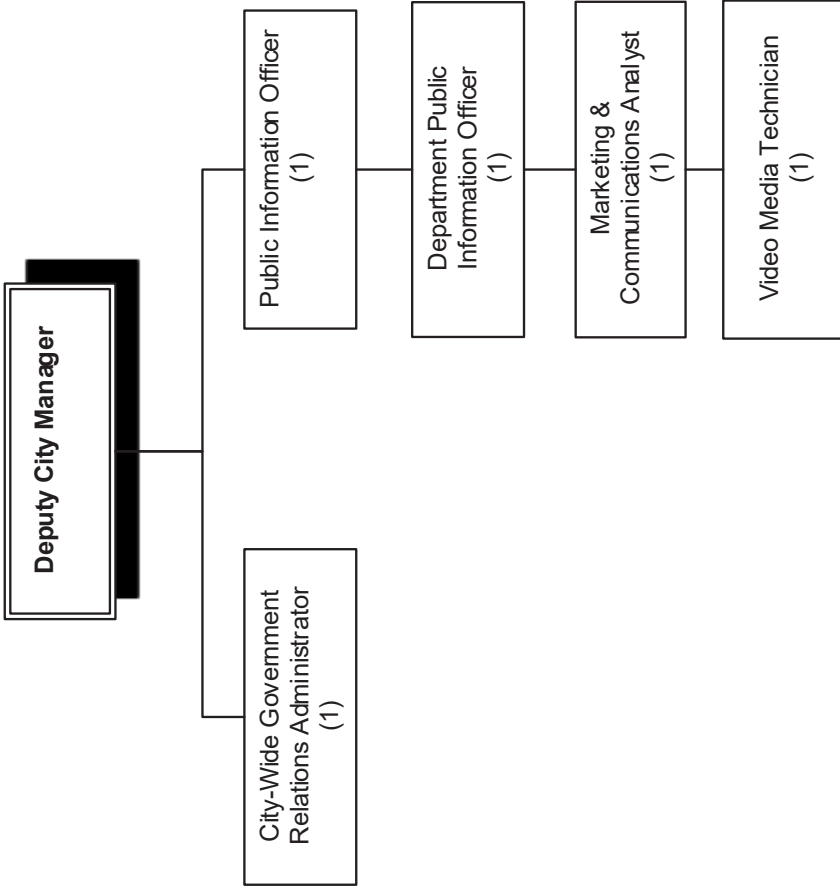 Deputy City Manager
City-Wide Government
Relations Administrator
(1)
Public Information Officer
(1)
Department Public
Information Officer
(1)
Marketing &
Communications Analyst
(1)
Video Media Technician
(1)